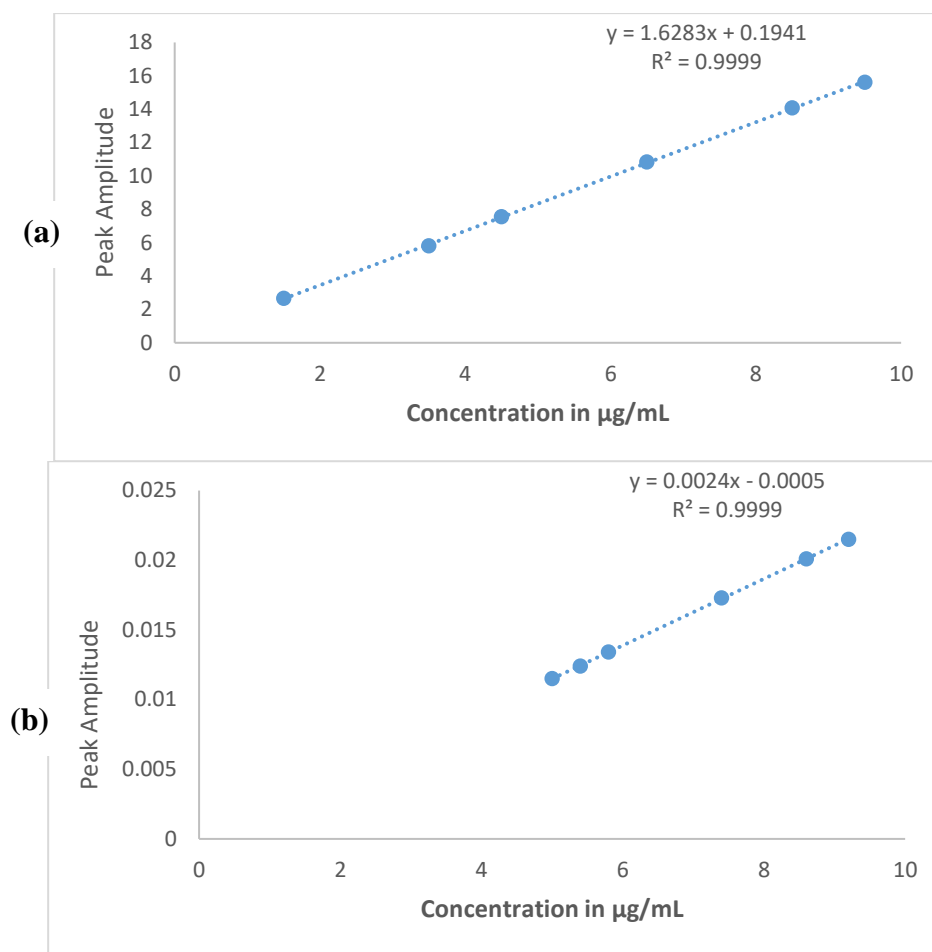 y = 1.6283x + 0.1941
R² = 0.9999
18
16
14
12
10
8
6
4
2
0
Peak Amplitude
(a)
0 2 4 6 8 10
Concentration in µg/mL
y = 0.0024x - 0.0005
R² = 0.9999
0.025
0.02
0.015
0.01
0.005
0
Peak Amplitude
(b)
0 2 4 6 8 10
Concentration in µg/mL